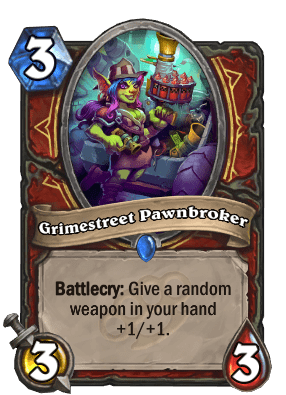 3
Grimestreet Pawnbroker
Battlecry: Give a random
weapon in your hand
+1/+1.
3
3